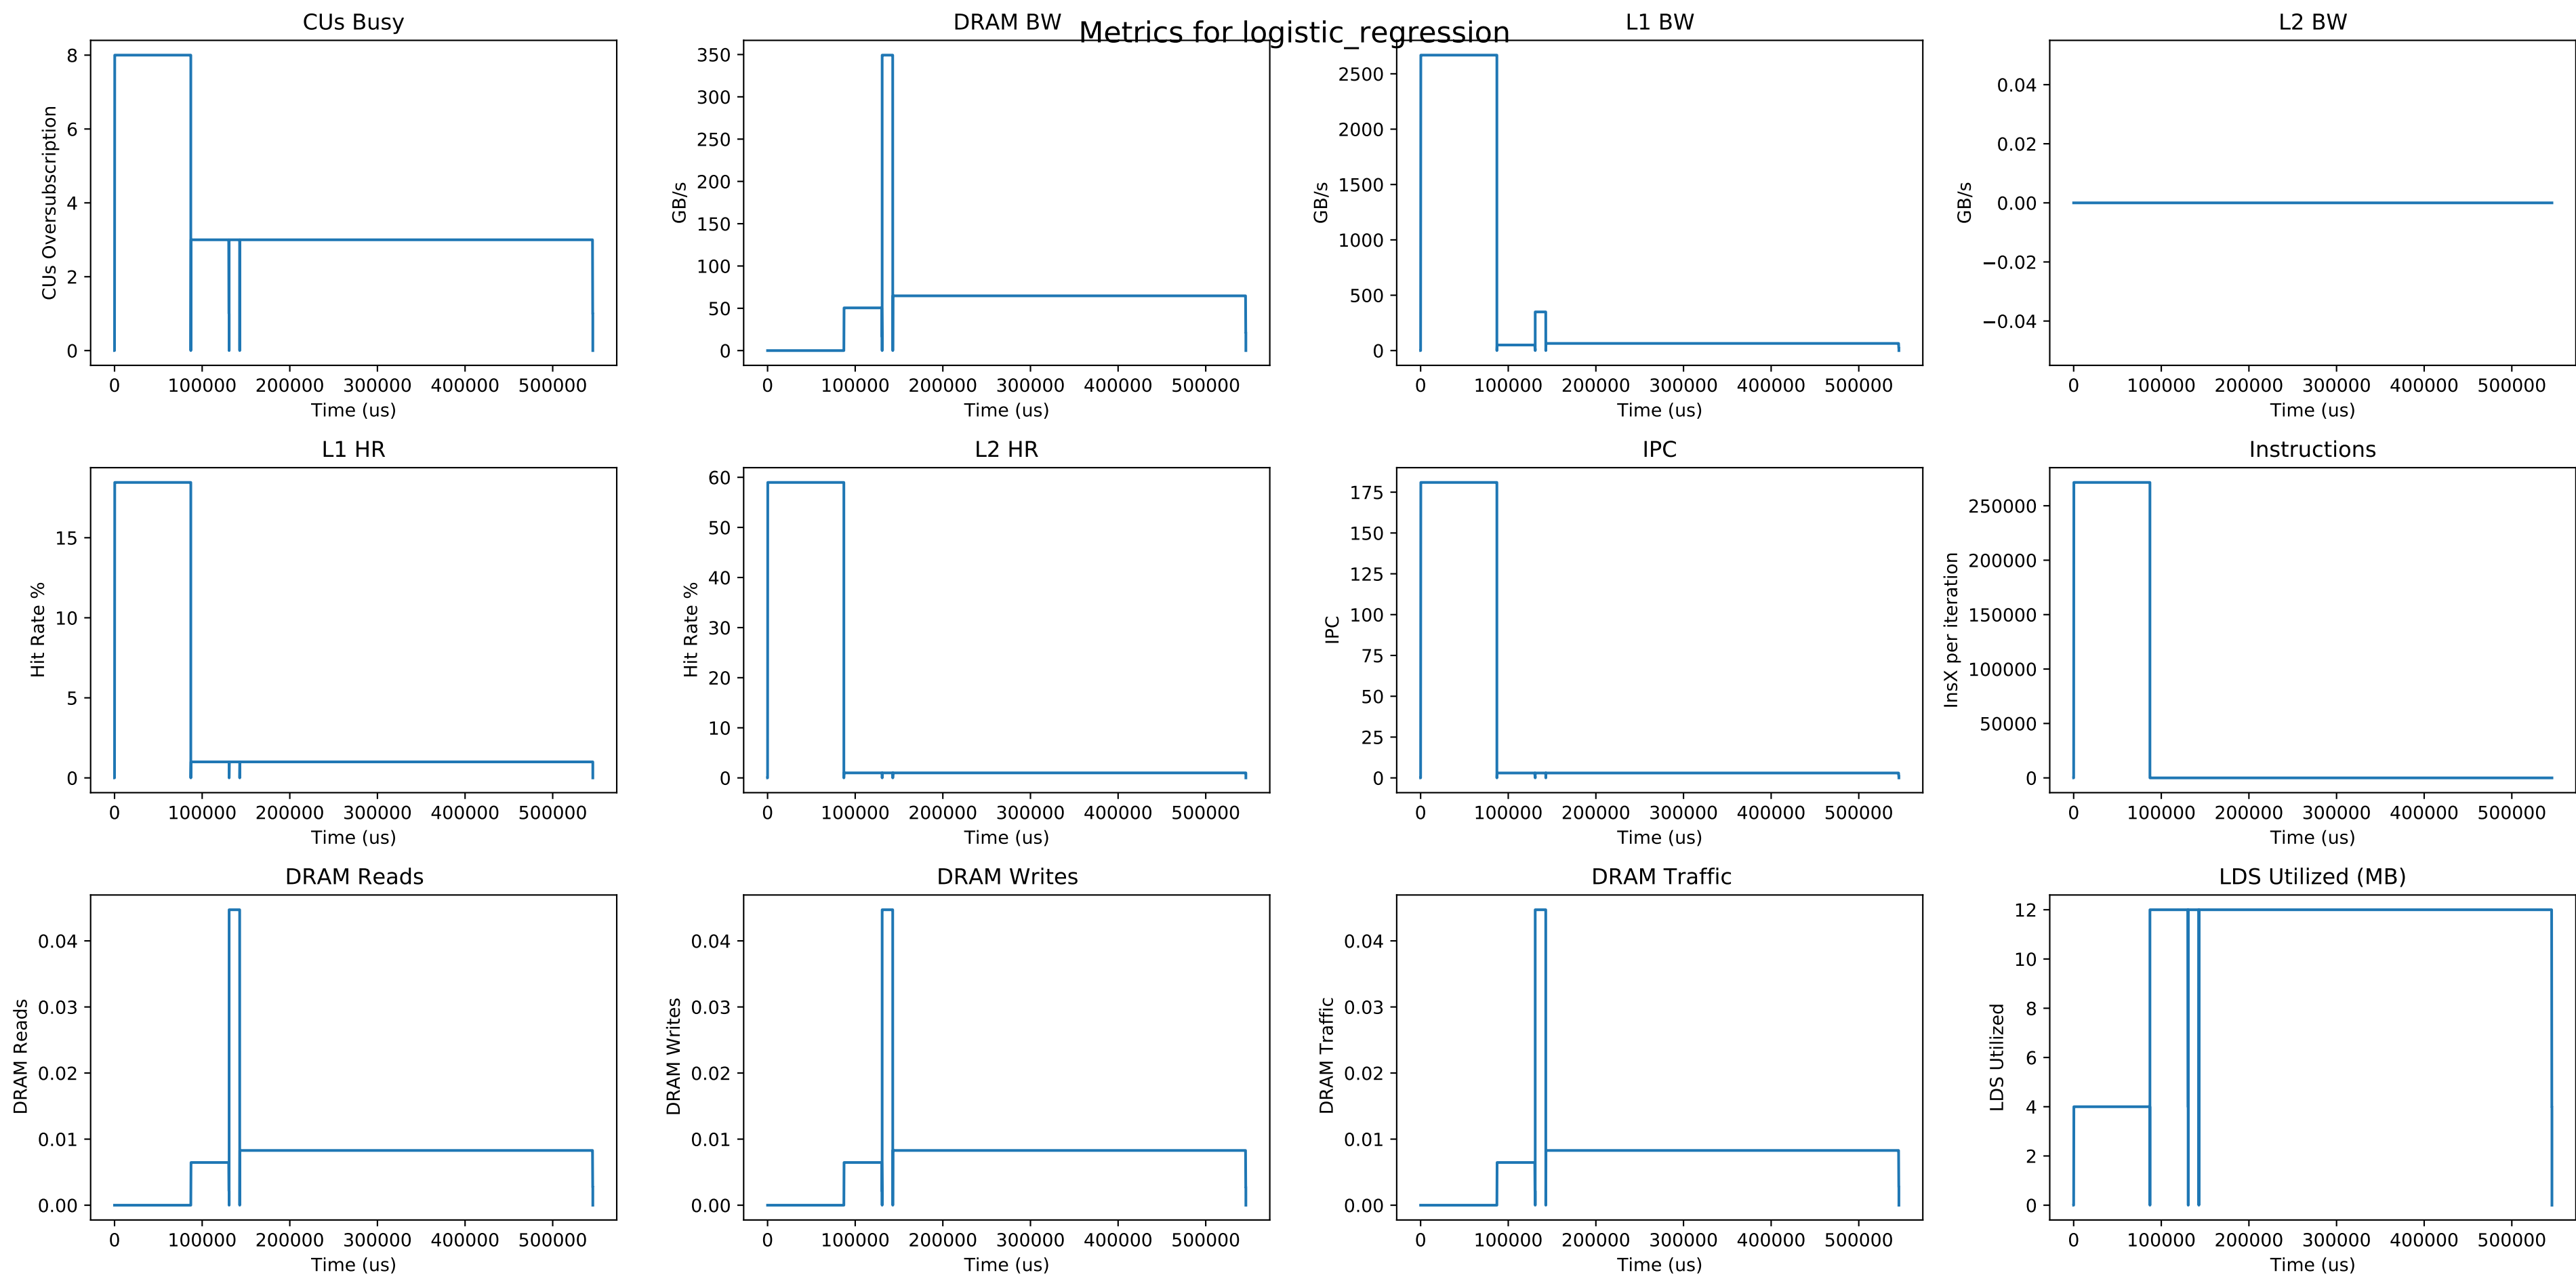 Metrics for logistic_regression
CUs Busy
CUs Oversubscription
8
6
4
2
0
0 100000 200000 300000 400000 500000
Time (us)
DRAM BW
GB/s
350
300
250
200
150
100
50
0
0 100000 200000 300000 400000 500000
Time (us)
L1 BW
GB/s
2500
2000
1500
1000
500
0
0 100000 200000 300000 400000 500000
Time (us)
L2 BW
GB/s
0.04
0.02
0.00
−0.02
−0.04
0 100000 200000 300000 400000 500000
Time (us)
L1 HR
Hit Rate %
15
10
5
0
0 100000 200000 300000 400000 500000
Time (us)
L2 HR
Hit Rate %
60
50
40
30
20
10
0
0 100000 200000 300000 400000 500000
Time (us)
IPC
IPC
175
150
125
100
75
50
25
0
0 100000 200000 300000 400000 500000
Time (us)
Instructions
InsX per iteration
250000
200000
150000
100000
50000
0
0 100000 200000 300000 400000 500000
Time (us)
DRAM Reads
DRAM Reads
0.04
0.03
0.02
0.01
0.00
0 100000 200000 300000 400000 500000
Time (us)
DRAM Writes
DRAM Writes
0.04
0.03
0.02
0.01
0.00
0 100000 200000 300000 400000 500000
Time (us)
DRAM Traffic
DRAM Traffic
0.04
0.03
0.02
0.01
0.00
0 100000 200000 300000 400000 500000
Time (us)
LDS Utilized (MB)
LDS Utilized
12
10
8
6
4
2
0
0 100000 200000 300000 400000 500000
Time (us)